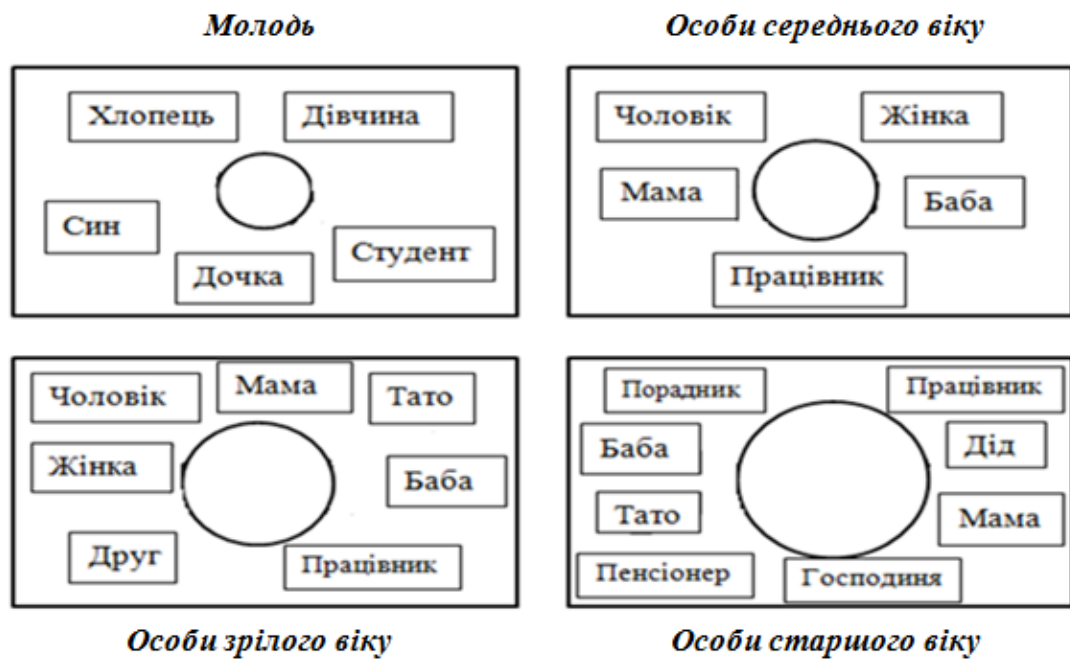 Молодь
Особи середнього віку
Хлопець
Дівчина
Син
Студент
Дочка
Чоловік
Жінка
Мама
Баба
Працівник
Чоловік
Мама
Тато
Жінка
Баба
Друг
Працівник
Порадник
Працівник
Баба
Дід
Тато
Мама
Пенсіонер
Господиня
Особи зрілого віку
Особи старшого віку